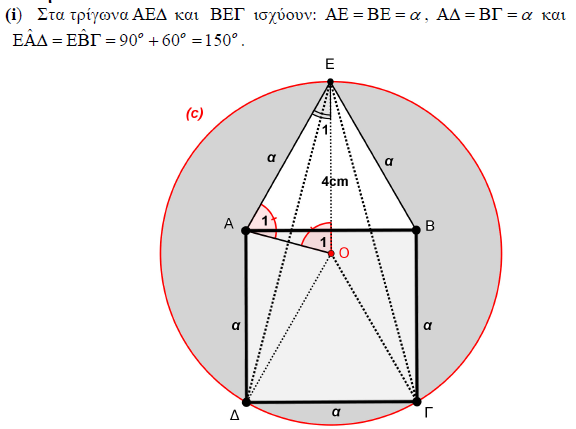 (i) Στα τρίγωνα ΑΕΔ και ΒΕΓ ισχύουν: ΑΕ = ΒΕ = α , ΑΔ = ΒΓ = α και
ΕÂΔ = ΕB̂Γ = 90° + 60° = 150° .
Ε
(c)
1
α
α
4cm
Α
1
Β
1
Ο
α
α
Δ
α
Γ